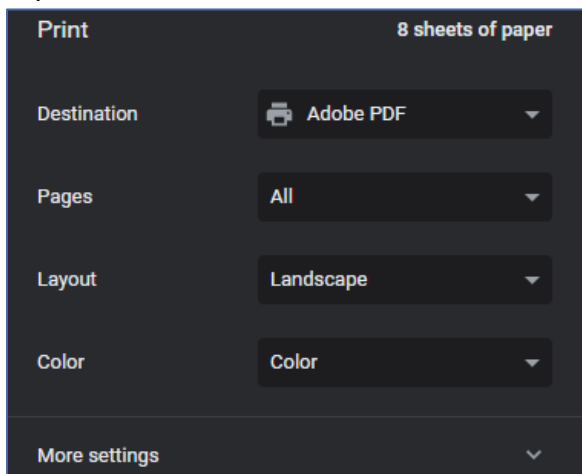 Print 8 sheets of paper
Destination Adobe PDF
Pages All
Layout Landscape
Color Color
More settings